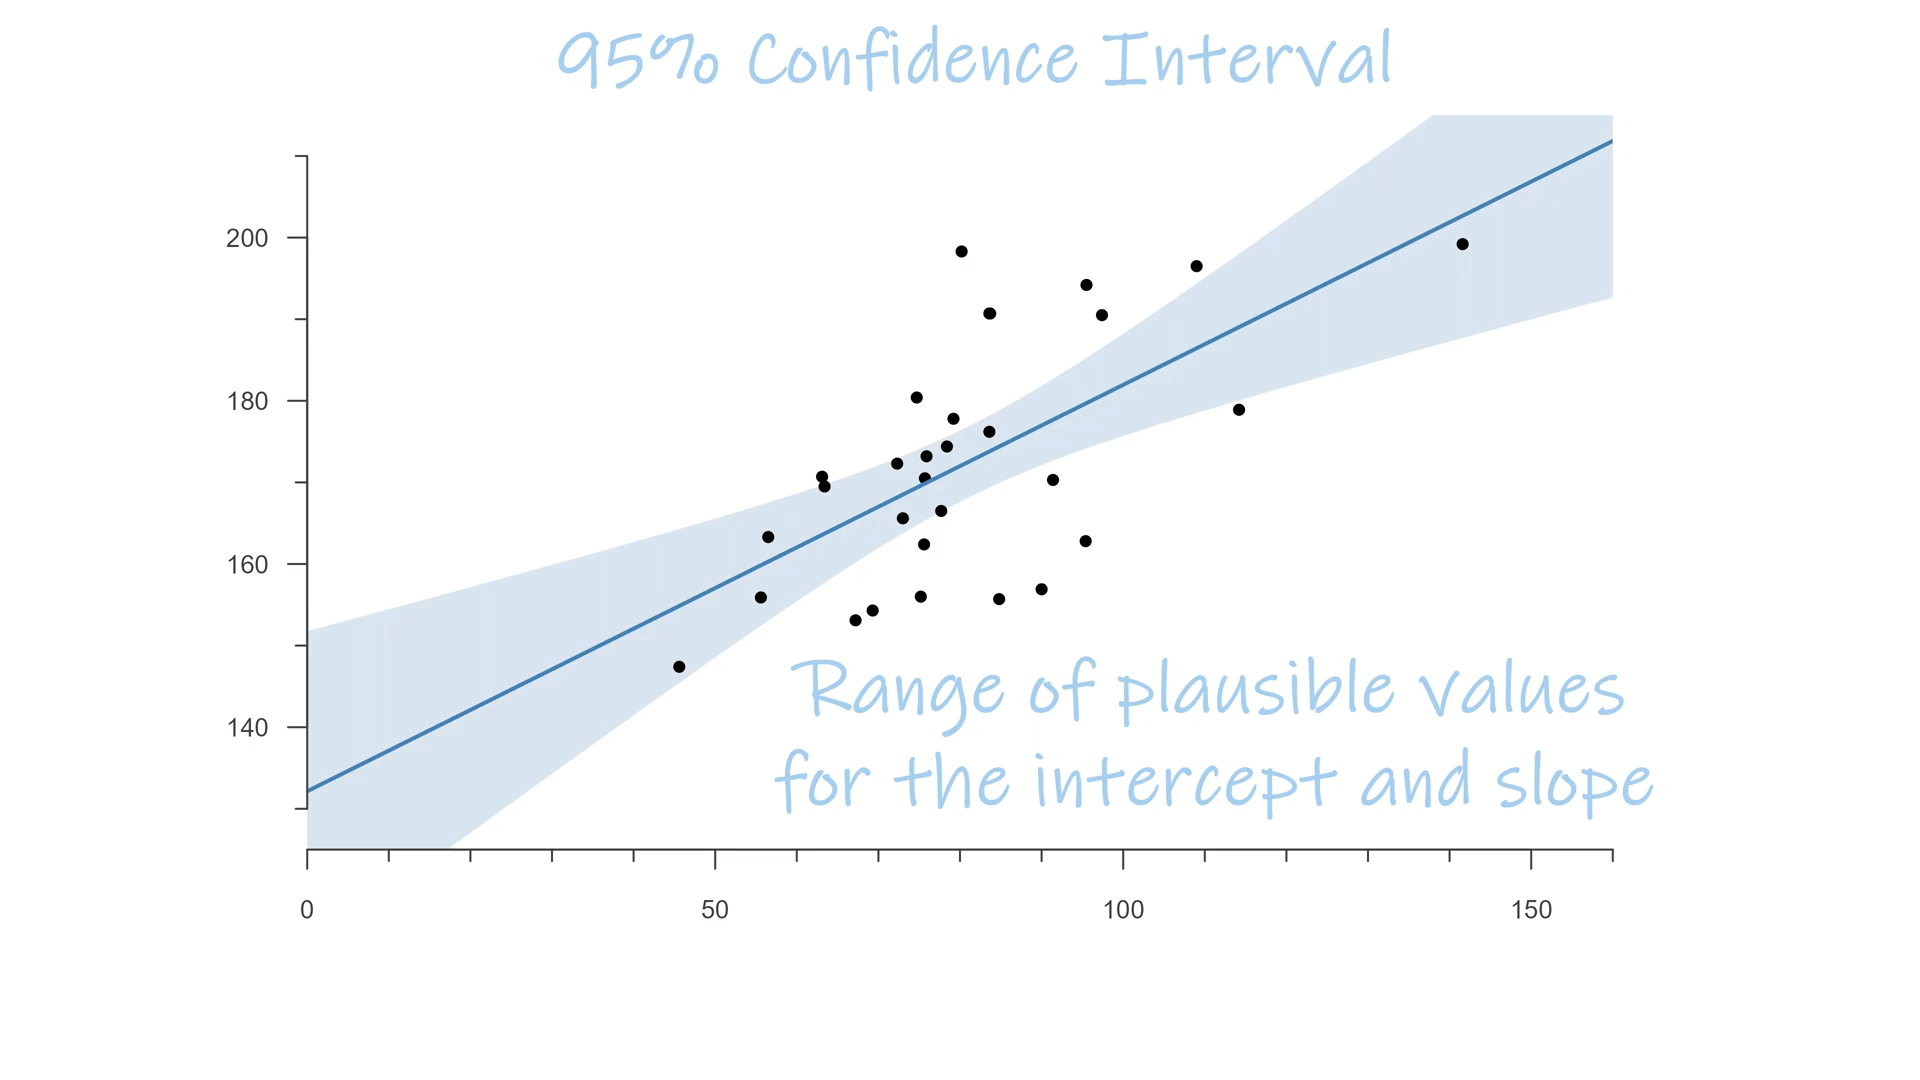 95% Confidence Interval
200
180
160
140
Range of plausible values
for the intercept and slope
0 50 100 150